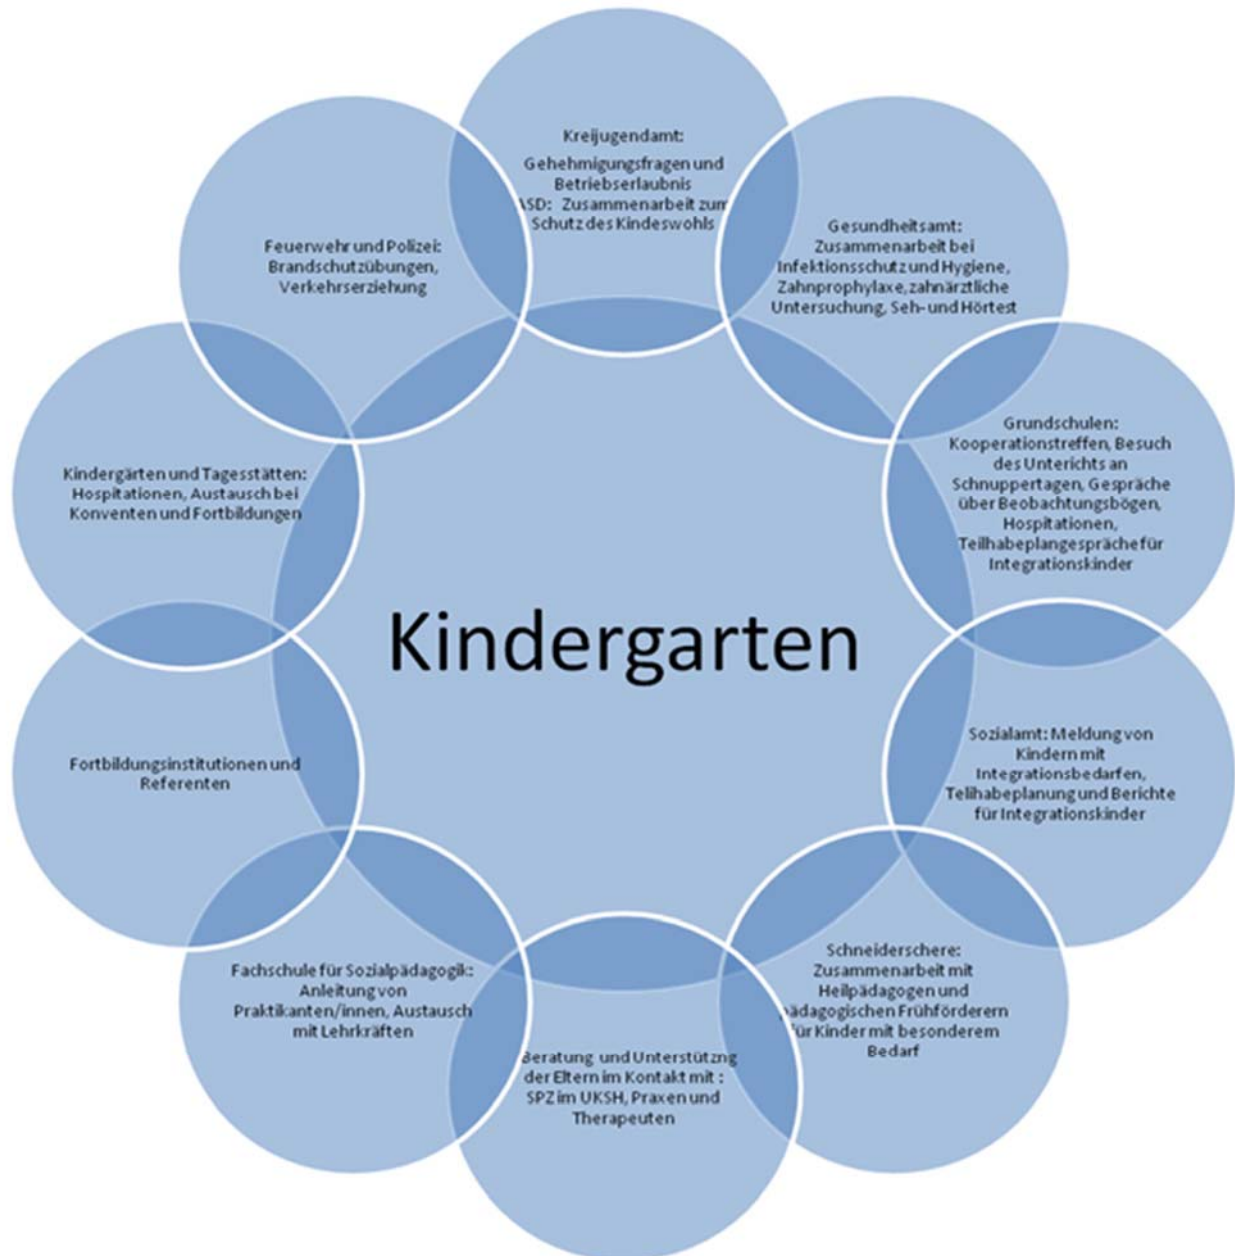 Kreijugendamt:
Gehehmigungsfragen und
Betriebserlaubnis
ASD: Zusammenarbeit zum
Schutz des Kindeswohls
Gesundheitsamt:
Zusammenarbeit bei
Infektionsschutz und Hygiene,
Zahnprophylaxe, zahnärztliche
Untersuchung, Seh- und Hörtest
Grundschulen:
Kooperationstreffen, Besuch
des Unterichts an
Schnuppertagen, Gespräche
über Beobachtungsbögen,
Hospitationen,
Teilhabeplangespräche für
Integrationskinder
Sozialamt: Meldung von
Kindern mit
Integrationsbedarfen,
Telihabeplanung und Berichte
für Integrationskinder
Schneiderschere:
Zusammenarbeit mit
Heilpädagogen und
pädagogischen Frühförderern
für Kinder mit besonderem
Bedarf
Beratung und Unterstützng
der Eltern im Kontakt mit :
SPZ im UKSH, Praxen und
Therapeuten
Fachschule für Sozialpädagogik:
Anleitung von
Praktikanten/innen, Austausch
mit Lehrkräften
Fortbildungsinstitutionen und
Referenten
Kindergärten und Tagesstätten:
Hospitationen, Austausch bei
Konventen und Fortbildungen
Feuerwehr und Polizei:
Brandschutzübungen,
Verkehrserziehung
Kindergarten